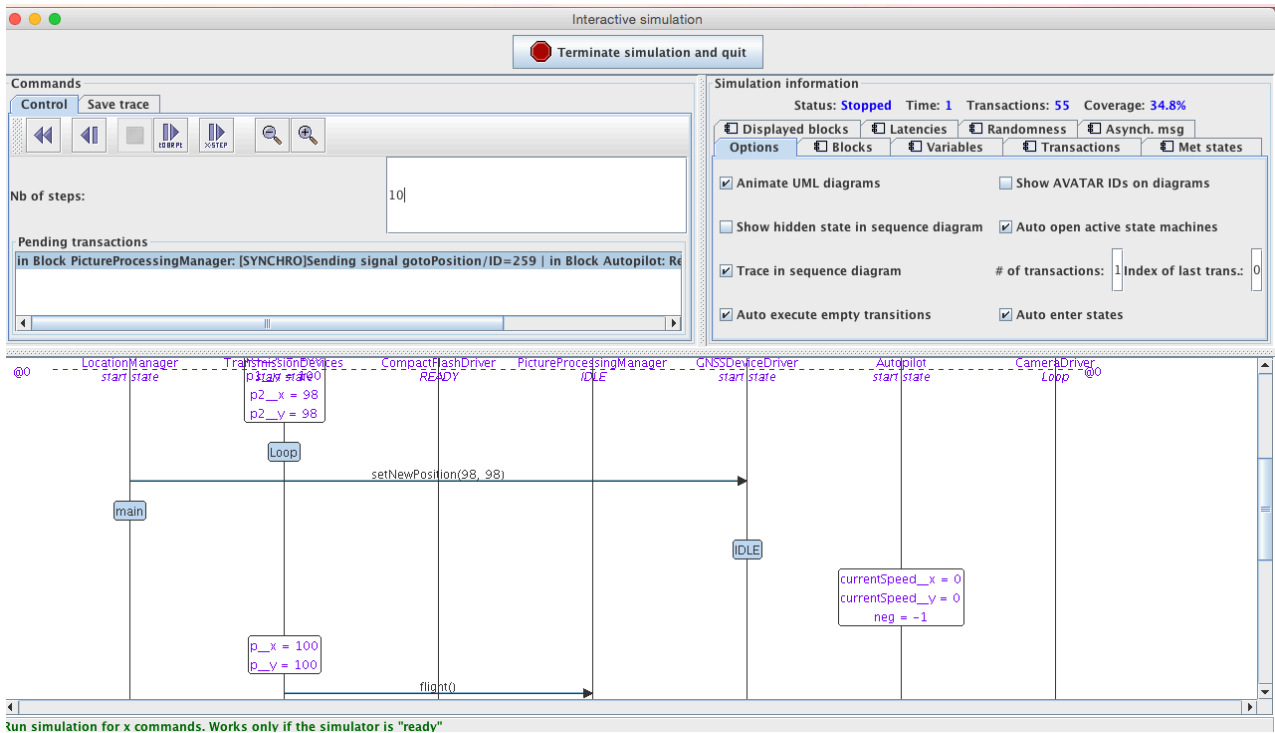 Interactive simulation
Terminate simulation and quit
Commands
Control Save trace
to BRPt X-STEP
Nb of steps:
10
Pending transactions
in Block PictureProcessingManager: [SYNCHRO]Sending signal gotoPosition/ID=259 | in Block Autopilot: Re
Simulation information
Status: Stopped Time: 1 Transactions: 55 Coverage: 34.8%
Displayed blocks Latencies Randomness Asynch. msg
Options Blocks Variables Transactions Met states
Animate UML diagrams Show AVATAR IDs on diagrams
Show hidden state in sequence diagram Auto open active state machines
Trace in sequence diagram # of transactions: 1 Index of last trans.: 0
Auto execute empty transitions Auto enter states
LocationManager TransmissionDevices CompactFlashDriver PictureProcessingManager GNSSDeviceDriver Autopilot CameraDriver
@0 start state start state READY IDLE start state start state Loop @0
p2__x = 98
p2__y = 98
Loop
setNewPosition(98, 98)
main
IDLE
currentSpeed__x = 0
currentSpeed__y = 0
neg = -1
p__x = 100
p__y = 100
flight()
Run simulation for x commands. Works only if the simulator is "ready"